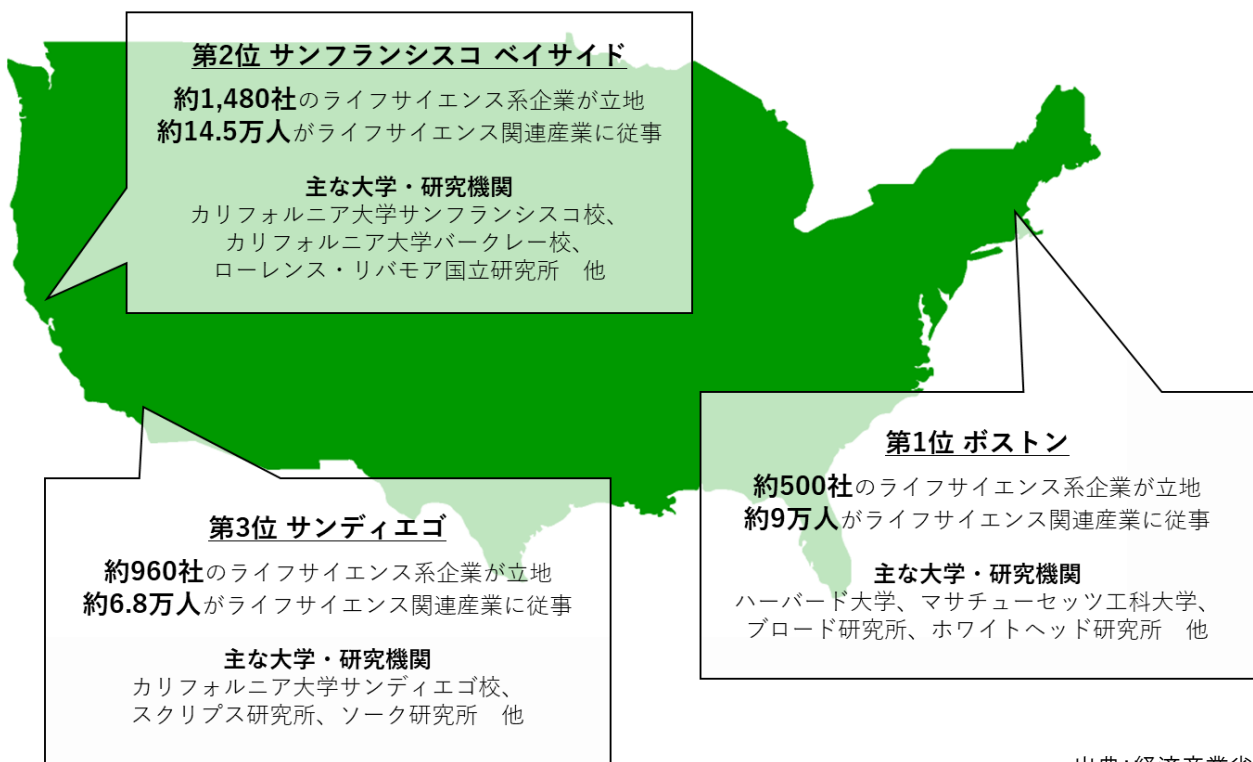 第2位 サンフランシスコ ベイサイド
約1,480社のライフサイエンス系企業が立地
約14.5万人がライフサイエンス関連産業に従事
主な大学・研究機関
カリフォルニア大学サンフランシスコ校、
カリフォルニア大学バークレー校、
ローレンス・リバモア国立研究所　他
第1位 ボストン
約500社のライフサイエンス系企業が立地
約9万人がライフサイエンス関連産業に従事
主な大学・研究機関
ハーバード大学、マサチューセッツ工科大学、
ブロード研究所、ホワイトヘッド研究所　他
第3位 サンディエゴ
約960社のライフサイエンス系企業が立地
約6.8万人がライフサイエンス関連産業に従事
主な大学・研究機関
カリフォルニア大学サンディエゴ校、
スクリプス研究所、ソーク研究所　他
出典：経済産業省